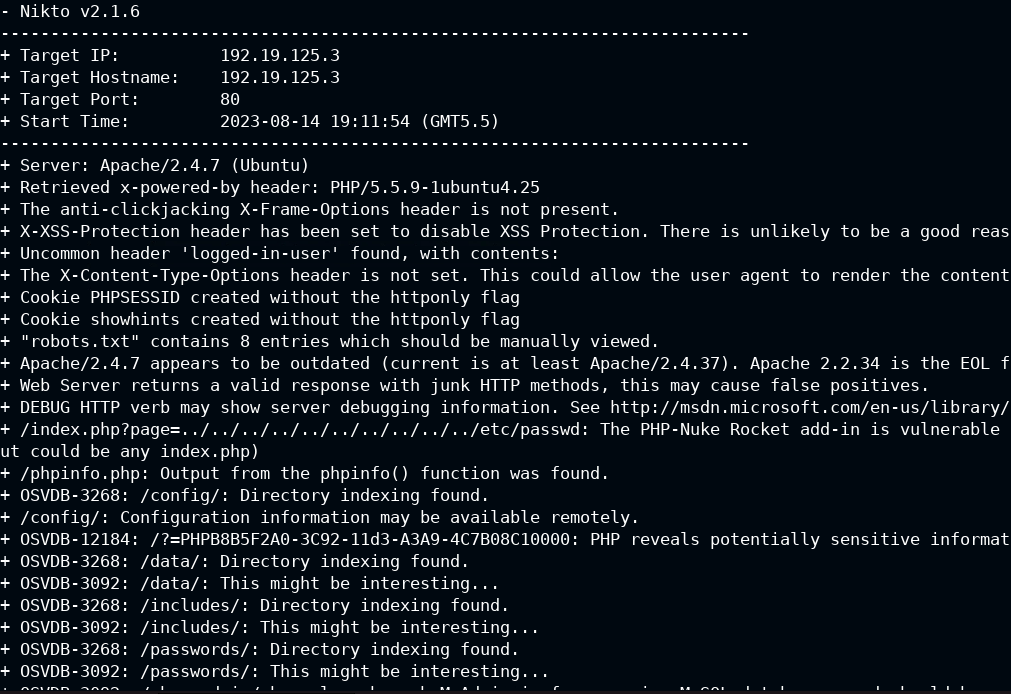 - Nikto v2.1.6
---------------------------------------------------------------------------
+ Target IP:          192.19.125.3
+ Target Hostname:    192.19.125.3
+ Target Port:        80
+ Start Time:         2023-08-14 19:11:54 (GMT5.5)
---------------------------------------------------------------------------
+ Server: Apache/2.4.7 (Ubuntu)
+ Retrieved x-powered-by header: PHP/5.5.9-1ubuntu4.25
+ The anti-clickjacking X-Frame-Options header is not present.
+ X-XSS-Protection header has been set to disable XSS Protection. There is unlikely to be a good reas
+ Uncommon header 'logged-in-user' found, with contents:
+ The X-Content-Type-Options header is not set. This could allow the user agent to render the content
+ Cookie PHPSESSID created without the httponly flag
+ Cookie showhints created without the httponly flag
+ "robots.txt" contains 8 entries which should be manually viewed.
+ Apache/2.4.7 appears to be outdated (current is at least Apache/2.4.37). Apache 2.2.34 is the EOL f
+ Web Server returns a valid response with junk HTTP methods, this may cause false positives.
+ DEBUG HTTP verb may show server debugging information. See http://msdn.microsoft.com/en-us/library/
+ /index.php?page=../../../../../../../../../../etc/passwd: The PHP-Nuke Rocket add-in is vulnerable
ut could be any index.php)
+ /phpinfo.php: Output from the phpinfo() function was found.
+ OSVDB-3268: /config/: Directory indexing found.
+ /config/: Configuration information may be available remotely.
+ OSVDB-12184: /?=PHPB8B5F2A0-3C92-11d3-A3A9-4C7B08C10000: PHP reveals potentially sensitive informat
+ OSVDB-3268: /data/: Directory indexing found.
+ OSVDB-3092: /data/: This might be interesting...
+ OSVDB-3268: /includes/: Directory indexing found.
+ OSVDB-3092: /includes/: This might be interesting...
+ OSVDB-3268: /passwords/: Directory indexing found.
+ OSVDB-3092: /passwords/: This might be interesting...